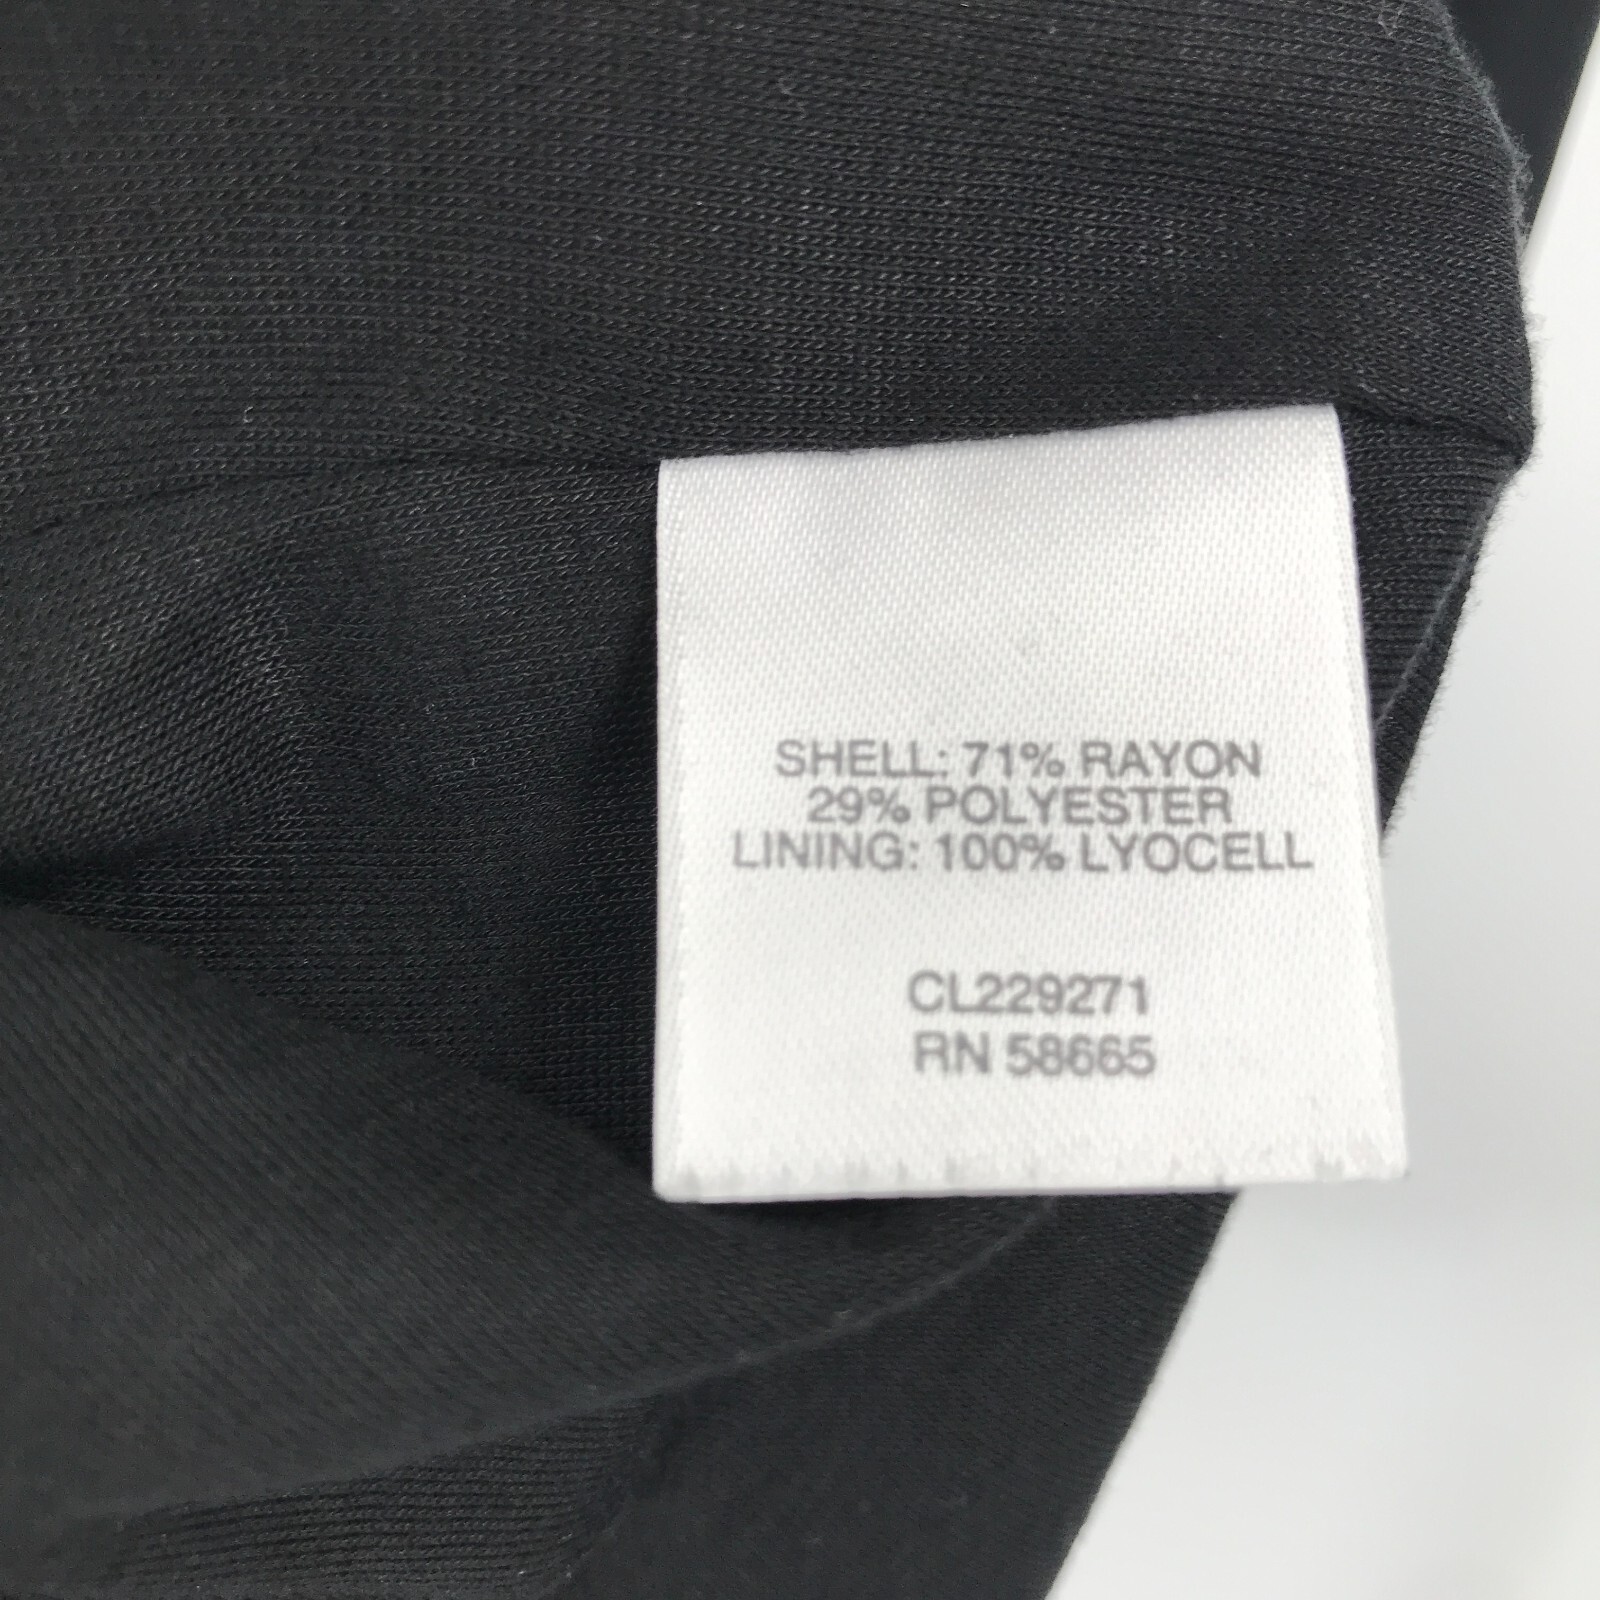 SHELL: 71% RAYON
29% POLYESTER
LINING: 100% LYOCELL
CL229271
RN 58665